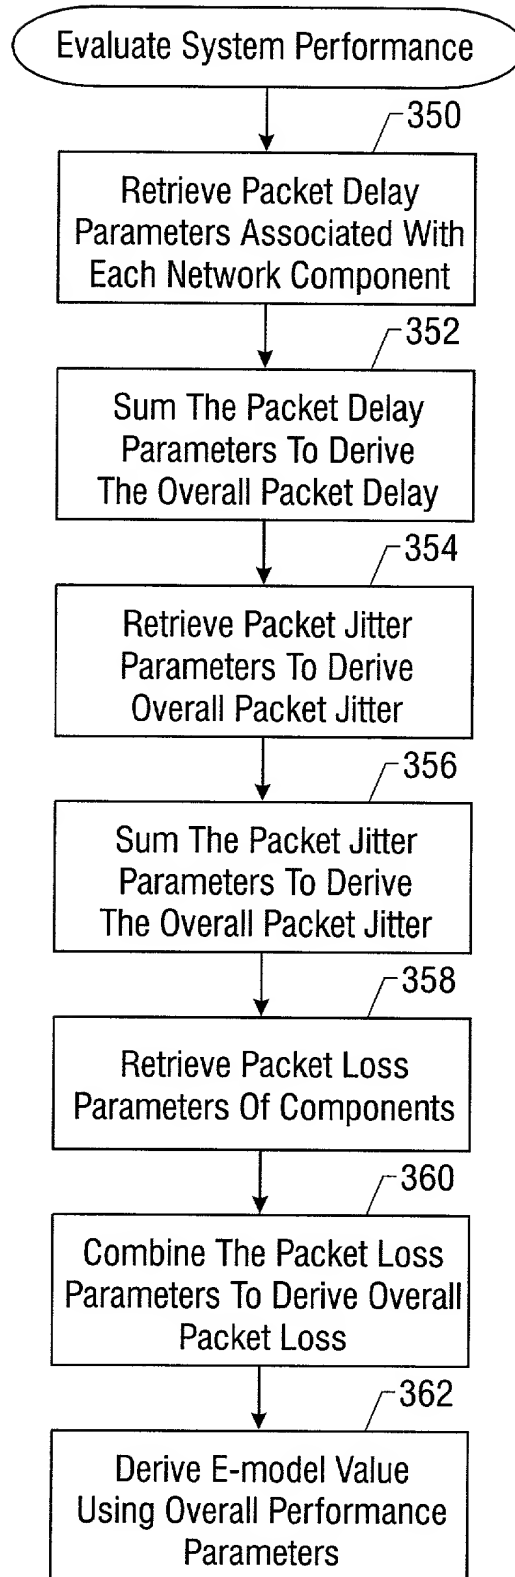 Evaluate System Performance
350
Retrieve Packet Delay
Parameters Associated With
Each Network Component
352
Sum The Packet Delay
Parameters To Derive
The Overall Packet Delay
354
Retrieve Packet Jitter
Parameters To Derive
Overall Packet Jitter
356
Sum The Packet Jitter
Parameters To Derive
The Overall Packet Jitter
358
Retrieve Packet Loss
Parameters Of Components
360
Combine The Packet Loss
Parameters To Derive Overall
Packet Loss
362
Derive E-model Value
Using Overall Performance
Parameters